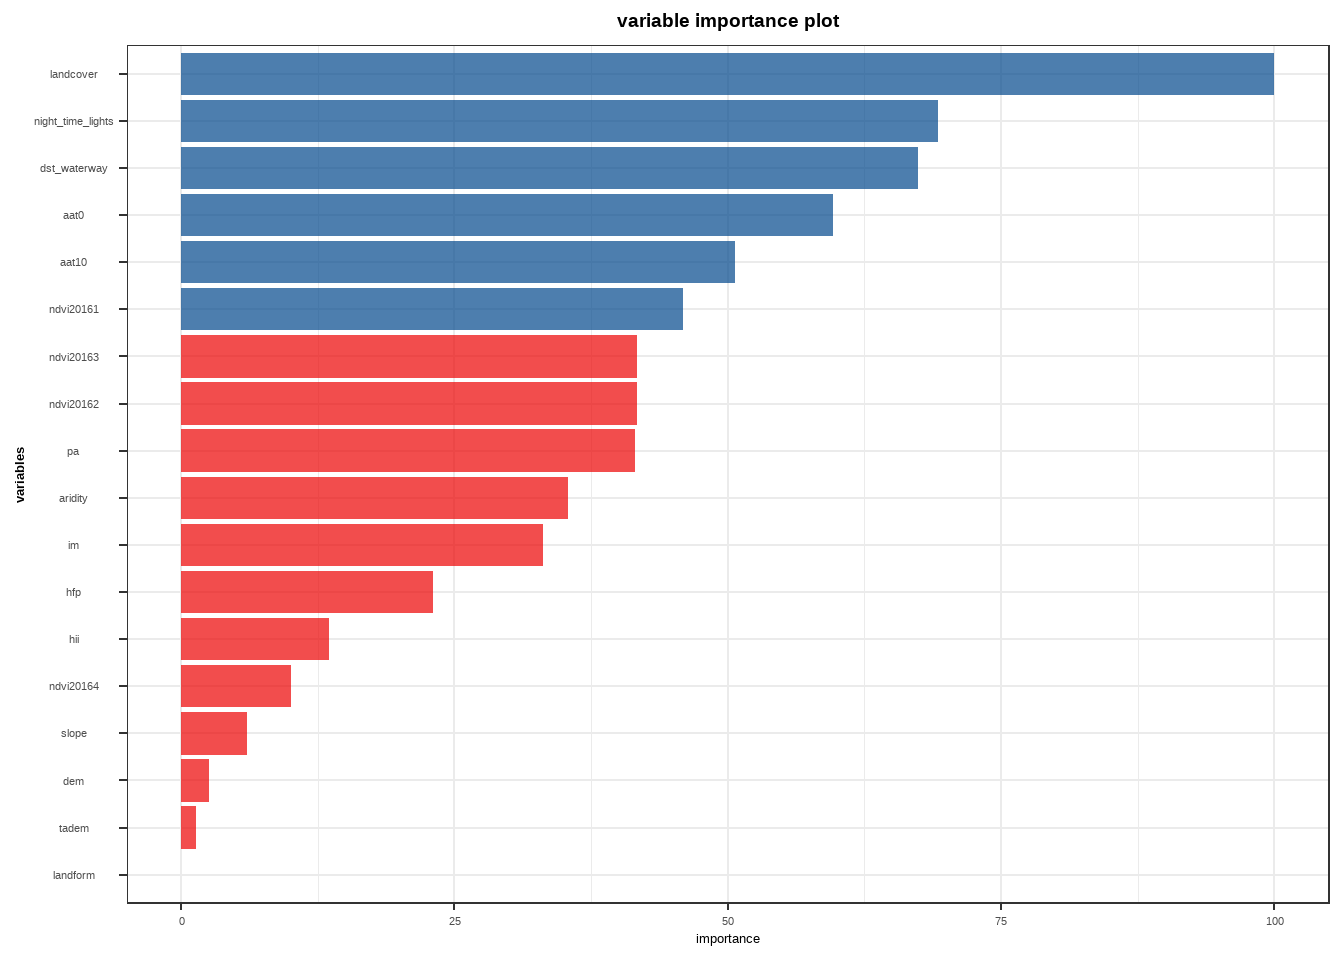 variable importance plot
variables
landcover
night_time_lights
dst_waterway
aat0
aat10
ndvi20161
ndvi20163
ndvi20162
pa
aridity
im
hfp
hii
ndvi20164
slope
dem
tadem
landform
0 25 50 75 100
importance